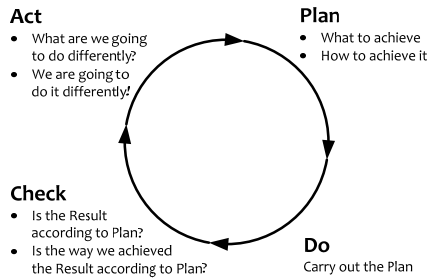 Act
• What are we going
to do differently?
• We are going to
do it differently!
Plan
• What to achieve
• How to achieve it
Check
• Is the Result
according to Plan?
• Is the way we achieved
the Result according to Plan?
Do
Carry out the Plan